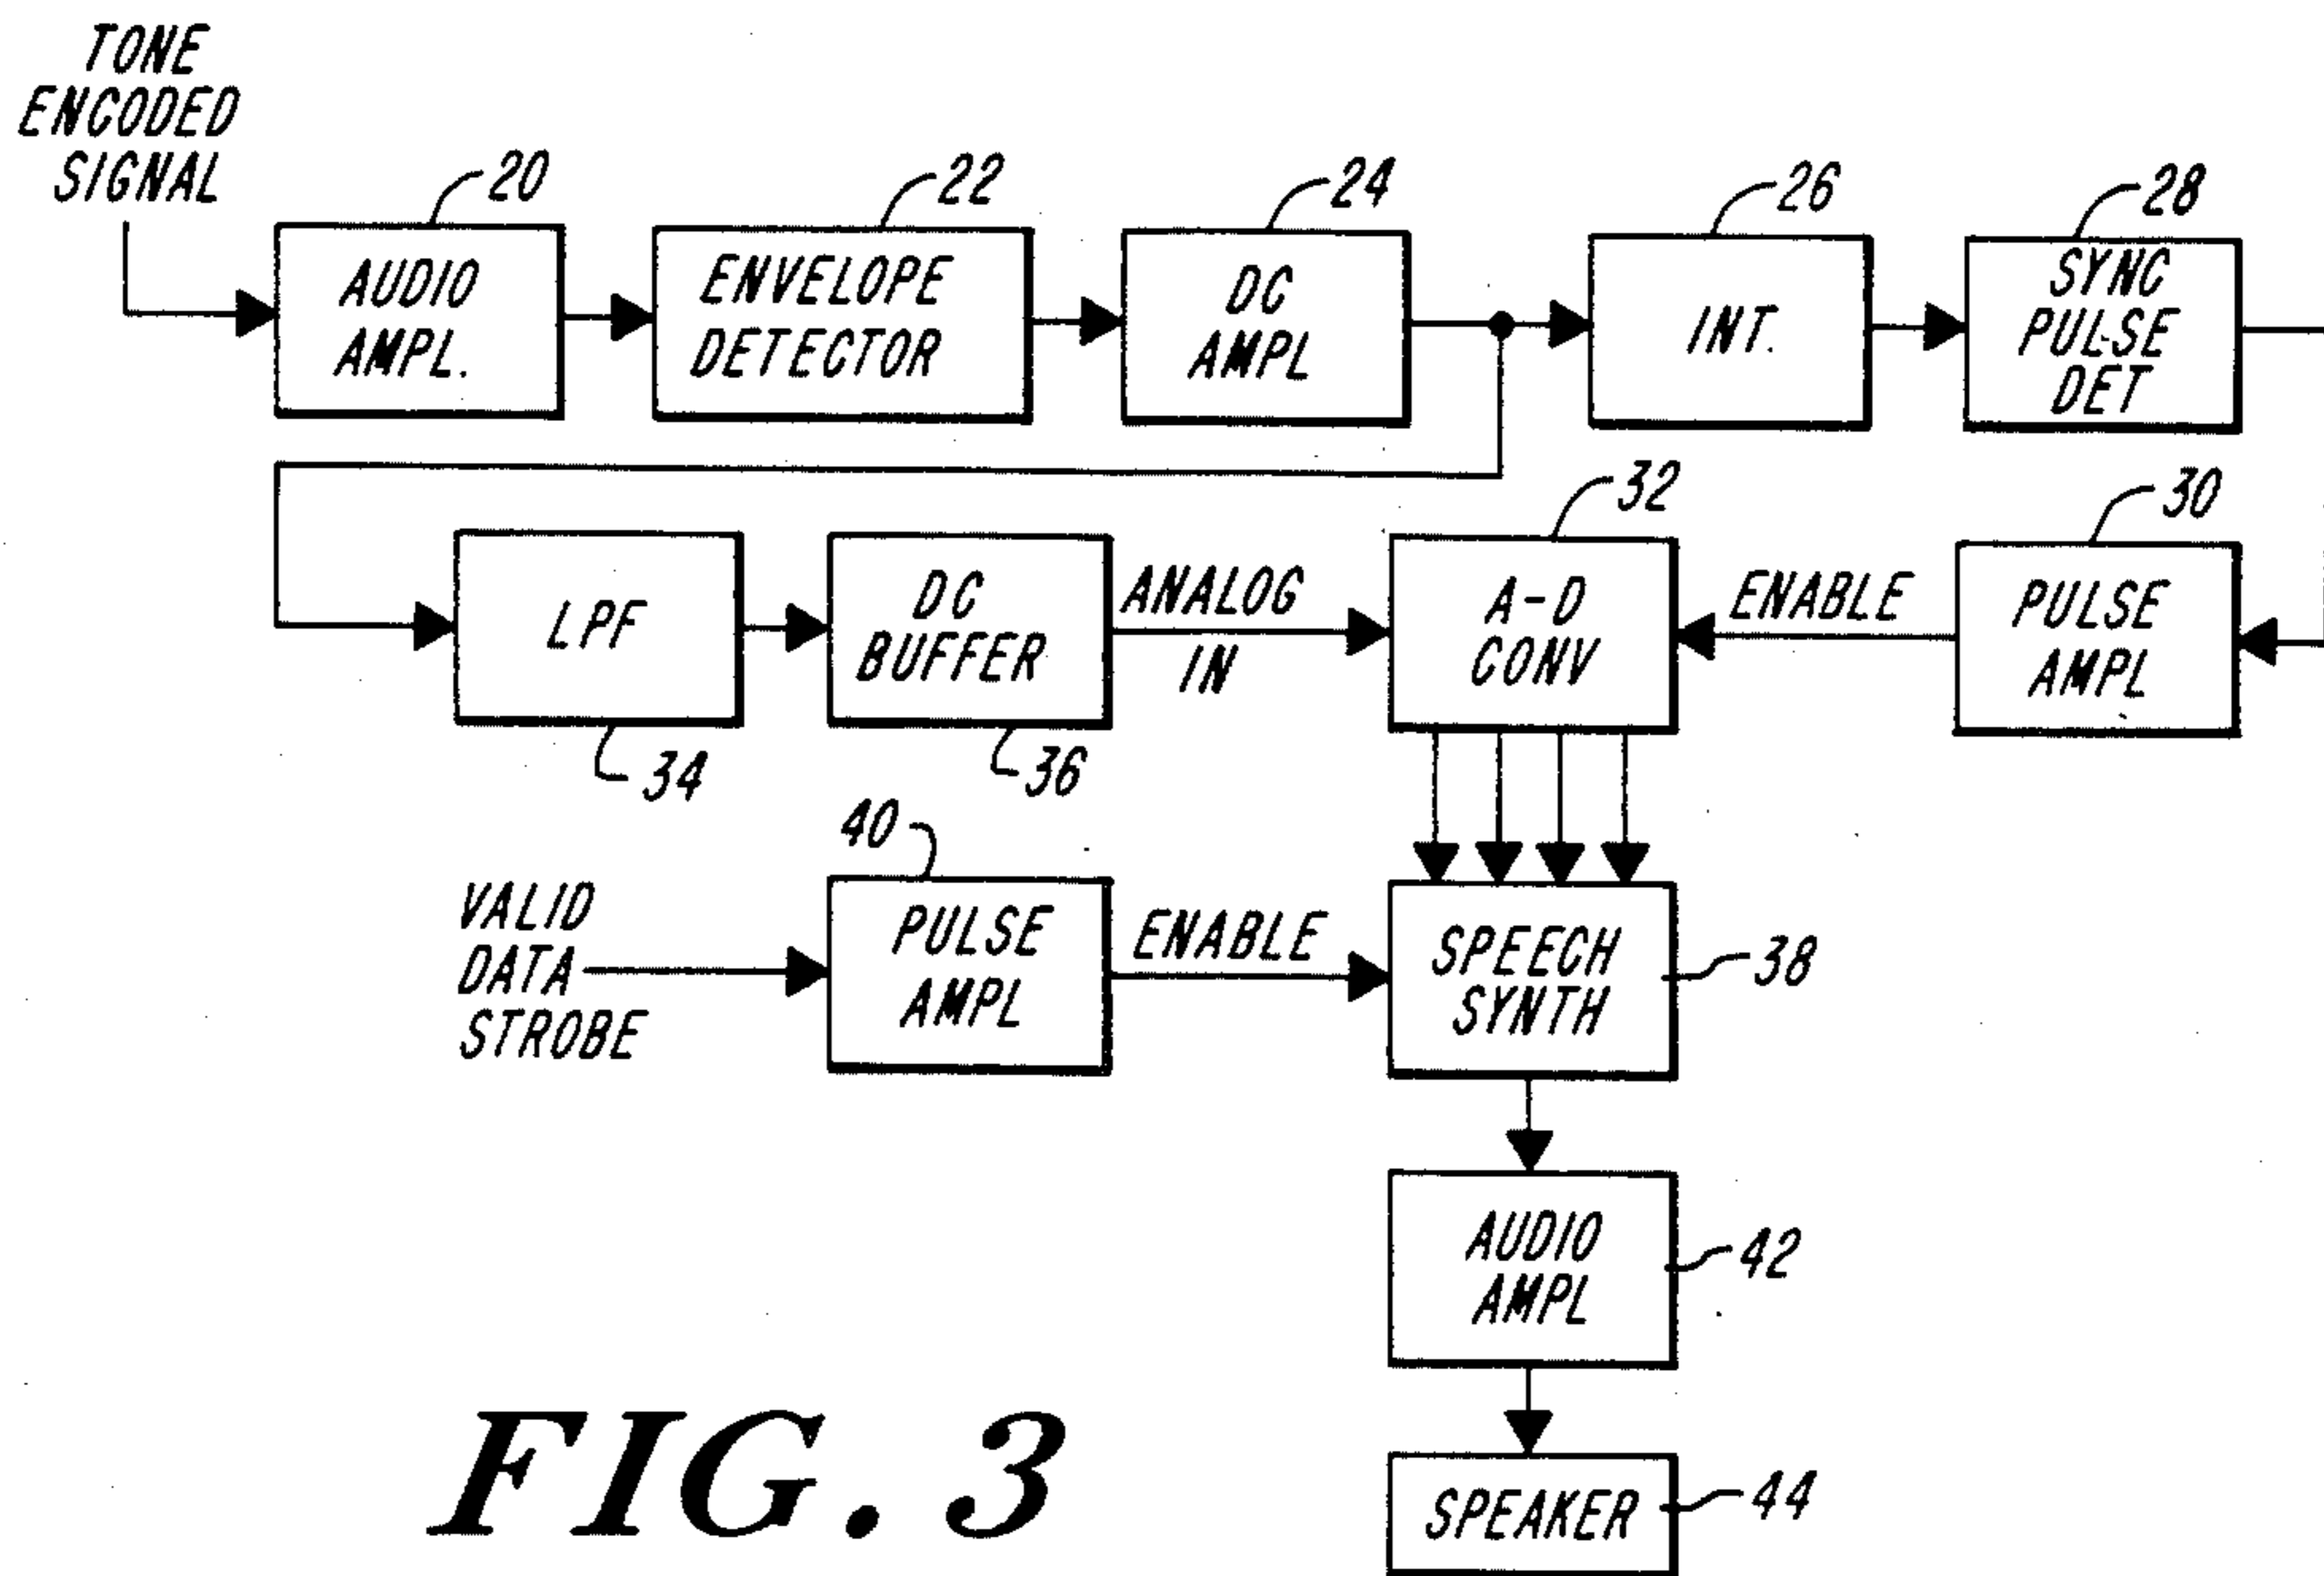 TONE
ENCODED
SIGNAL
20
22
24
26
28
AUDIO
AMPL.
ENVELOPE
DETECTOR
DC
AMPL
INT.
SYNC
PULSE
DET
32
30
LPF
DC
BUFFER
ANALOG
IN
A-D
CONV
ENABLE
PULSE
AMPL
34
36
40
VALID
DATA
STROBE
PULSE
AMPL
ENABLE
SPEECH
SYNTH
38
AUDIO
AMPL
42
SPEAKER
44
FIG. 3